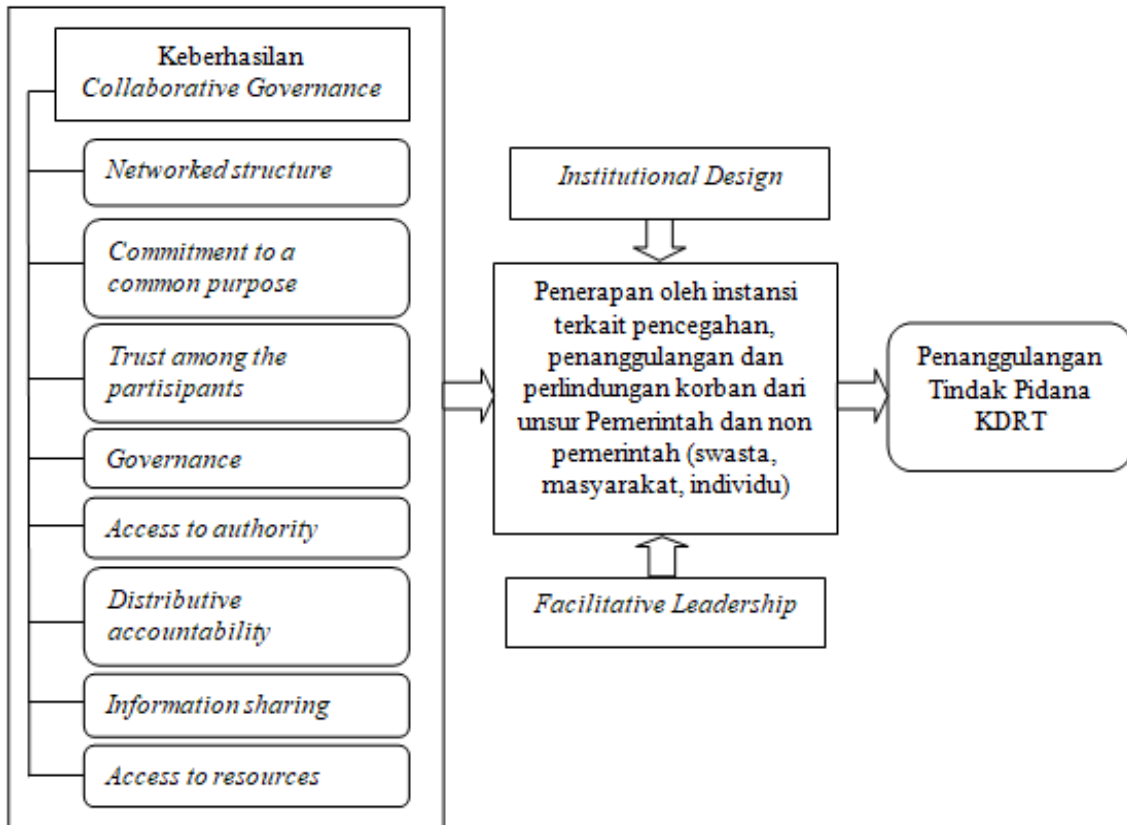 Keberhasilan
Collaborative Governance
Networked structure
Commitment to a
common purpose
Trust among the
partisipants
Governance
Access to authority
Distributive
accountability
Information sharing
Access to resources
Institutional Design
Penerapan oleh instansi
terkait pencegahan,
penanggulangan dan
perlindungan korban dari
unsur Pemerintah dan non
pemerintah (swasta,
masyarakat, individu)
Facilitative Leadership
Penanggulangan
Tindak Pidana
KDRT